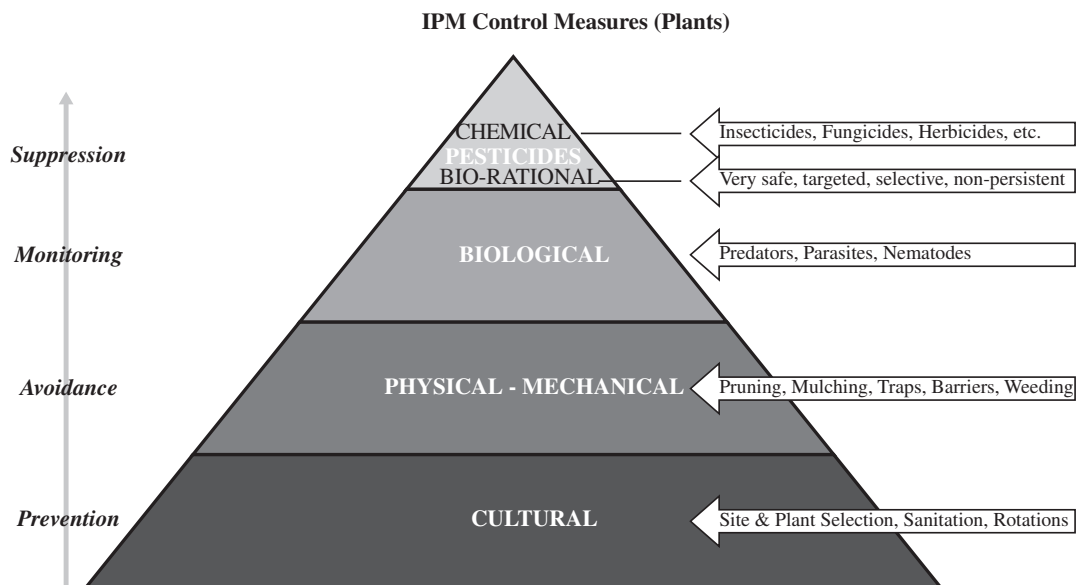 IPM Control Measures (Plants)
CHEMICAL
Insecticides, Fungicides, Herbicides, etc.
Suppression
PESTICIDES
BIO-RATIONAL
Very safe, targeted, selective, non-persistent
Monitoring
BIOLOGICAL
Predators, Parasites, Nematodes
Avoidance
PHYSICAL - MECHANICAL
Pruning, Mulching, Traps, Barriers, Weeding
Prevention
CULTURAL
Site & Plant Selection, Sanitation, Rotations